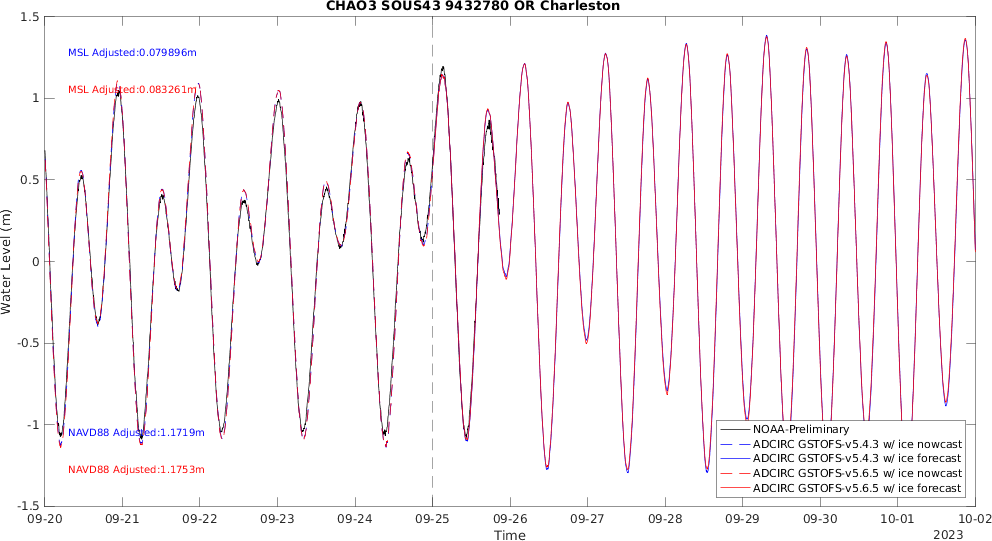 CHAO3 SOUS43 9432780 OR Charleston
1.5
1
0.5
0
-0.5
-1
-1.5
Water Level (m)
MSL Adjusted:0.079896m
MSL Adjusted:0.083261m
NAVD88 Adjusted:1.1719m
NAVD88 Adjusted:1.1753m
NOAA-Preliminary
ADCIRC GSTOFS-v5.4.3 w/ ice nowcast
ADCIRC GSTOFS-v5.4.3 w/ ice forecast
ADCIRC GSTOFS-v5.6.5 w/ ice nowcast
ADCIRC GSTOFS-v5.6.5 w/ ice forecast
09-20 09-21 09-22 09-23 09-24 09-25 09-26 09-27 09-28 09-29 09-30 10-01 10-02
Time
2023